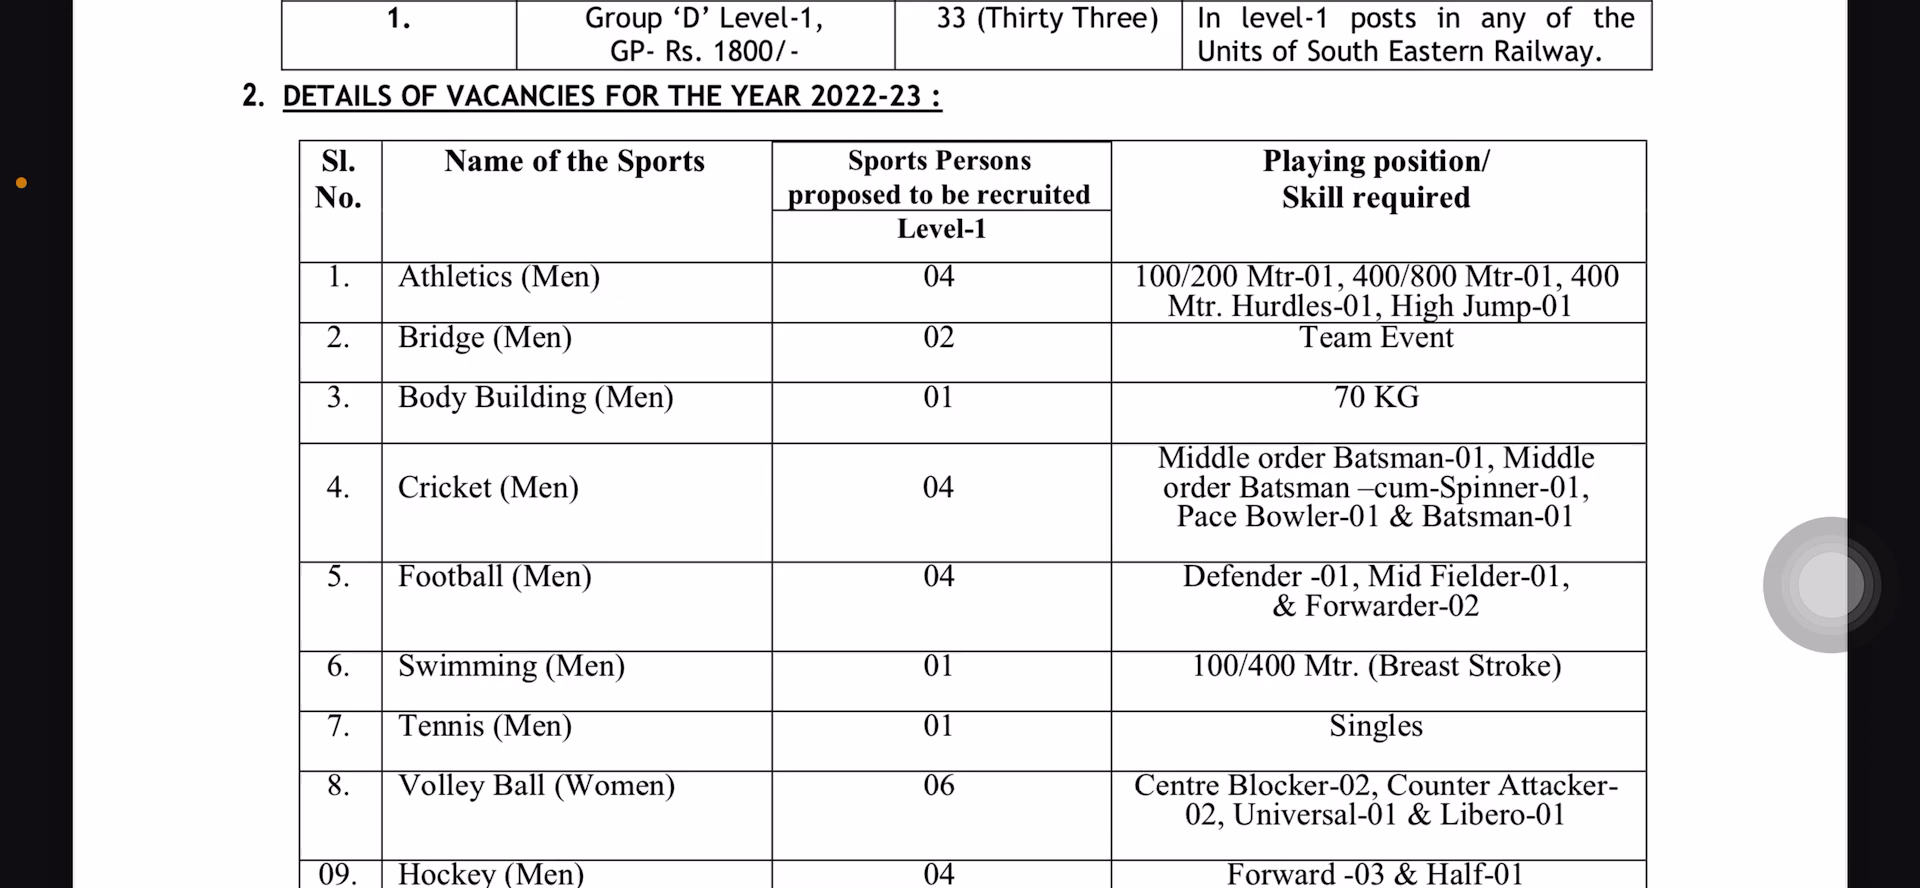 1. Group ‘D’ Level-1, 33 (Thirty Three) In level-1 posts in any of the
GP- Rs. 1800/- Units of South Eastern Railway.
2. DETAILS OF VACANCIES FOR THE YEAR 2022-23 :
Sl. Name of the Sports Sports Persons Playing position/
No. proposed to be recruited Skill required
Level-1
1. Athletics (Men) 04 100/200 Mtr-01, 400/800 Mtr-01, 400
Mtr. Hurdles-01, High Jump-01
2. Bridge (Men) 02 Team Event
3. Body Building (Men) 01 70 KG
Middle order Batsman-01, Middle
4. Cricket (Men) 04 order Batsman –cum-Spinner-01,
Pace Bowler-01 & Batsman-01
5. Football (Men) 04 Defender -01, Mid Fielder-01,
& Forwarder-02
6. Swimming (Men) 01 100/400 Mtr. (Breast Stroke)
7. Tennis (Men) 01 Singles
8. Volley Ball (Women) 06 Centre Blocker-02, Counter Attacker-
02, Universal-01 & Libero-01
09. Hockey (Men) 04 Forward -03 & Half-01